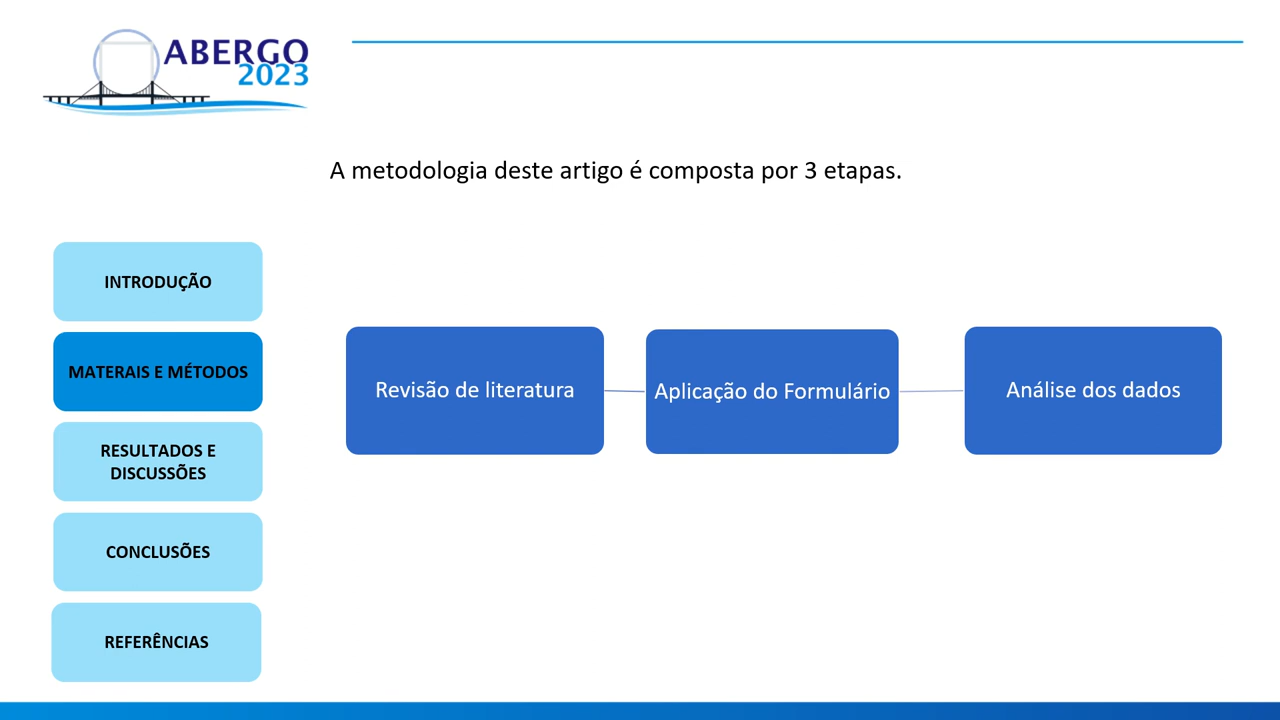 ABERGO
2023
A metodologia deste artigo é composta por 3 etapas.
INTRODUÇÃO
MATERAIS E MÉTODOS
RESULTADOS E
DISCUSSÕES
CONCLUSÕES
REFERÊNCIAS
Revisão de literatura
Aplicação do Formulário
Análise dos dados